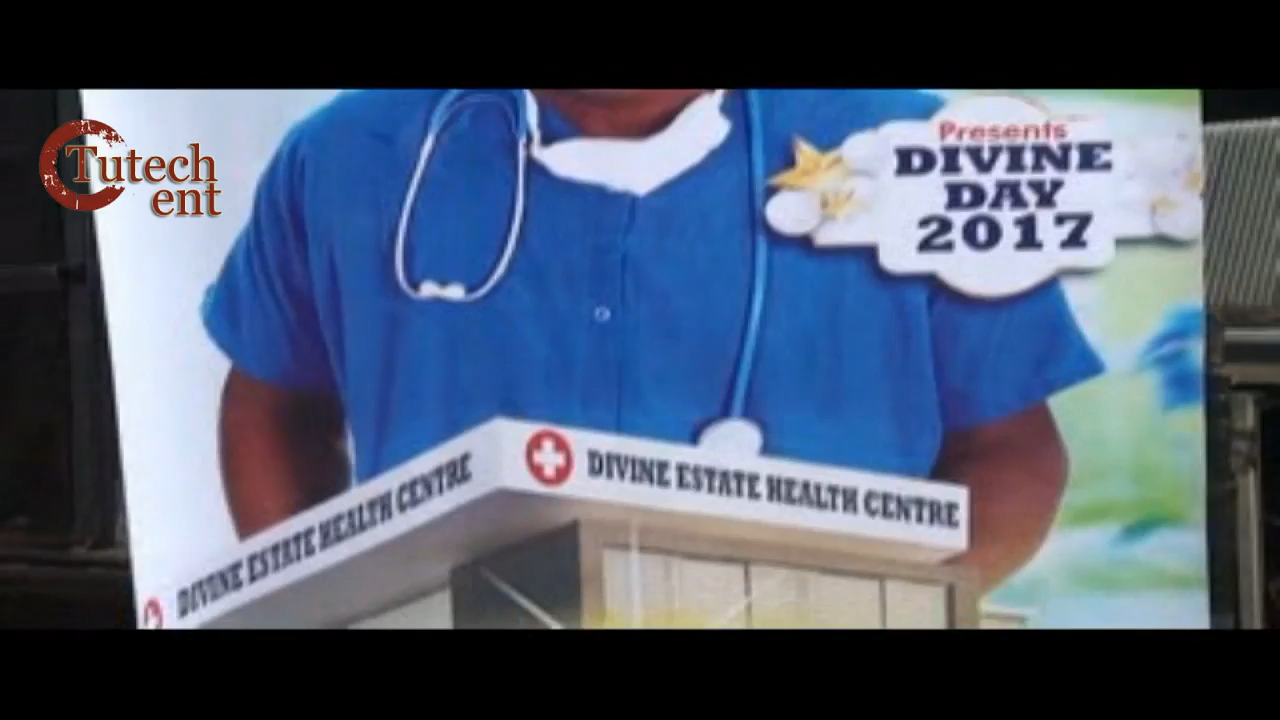 Tutech
ent
Presents
DIVINE
DAY
2017
DIVINE ESTATE HEALTH CENTRE
DIVINE ESTATE HEALTH CENTRE